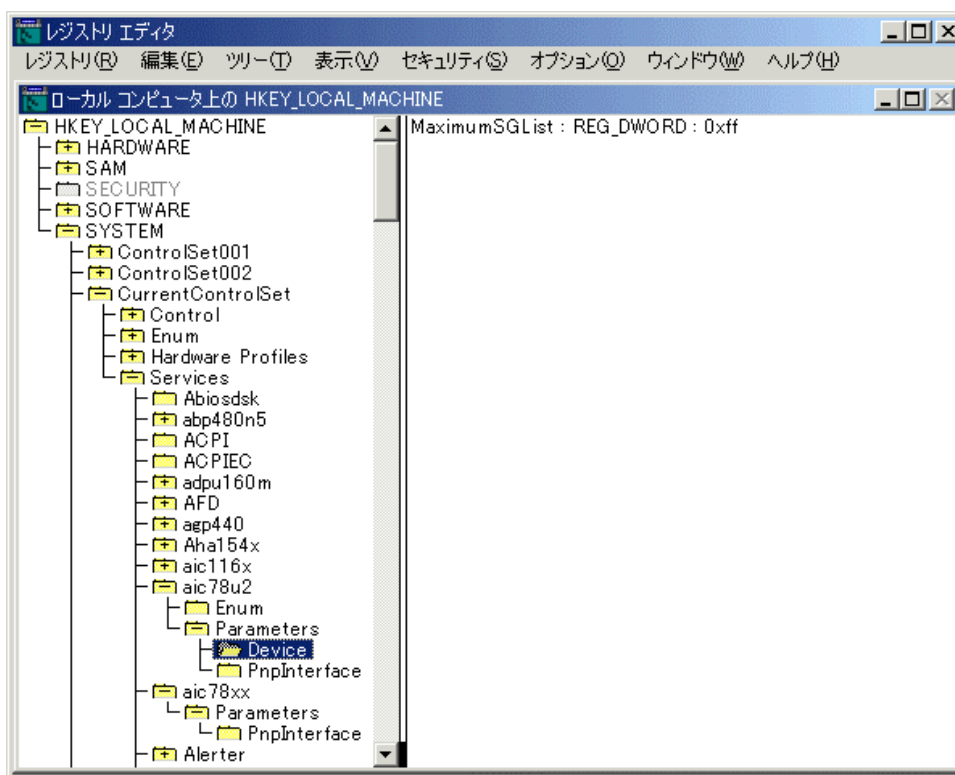 レジストリ エディタ
レジストリ(R) 編集(E) ツリー(T) 表示(V) セキュリティ(S) オプション(O) ウィンドウ(W) ヘルプ(H)
ローカル コンピュータ上の HKEY_LOCAL_MACHINE
HKEY_LOCAL_MACHINE
HARDWARE
SAM
SECURITY
SOFTWARE
SYSTEM
ControlSet001
ControlSet002
CurrentControlSet
Control
Enum
Hardware Profiles
Services
Abiosdsk
abp480n5
ACPI
ACPIEC
adpu160m
AFD
agp440
Aha154x
aic116x
aic78u2
Enum
Parameters
Device
PnpInterface
aic78xx
Parameters
PnpInterface
Alerter
MaximumSGList : REG_DWORD : 0xff